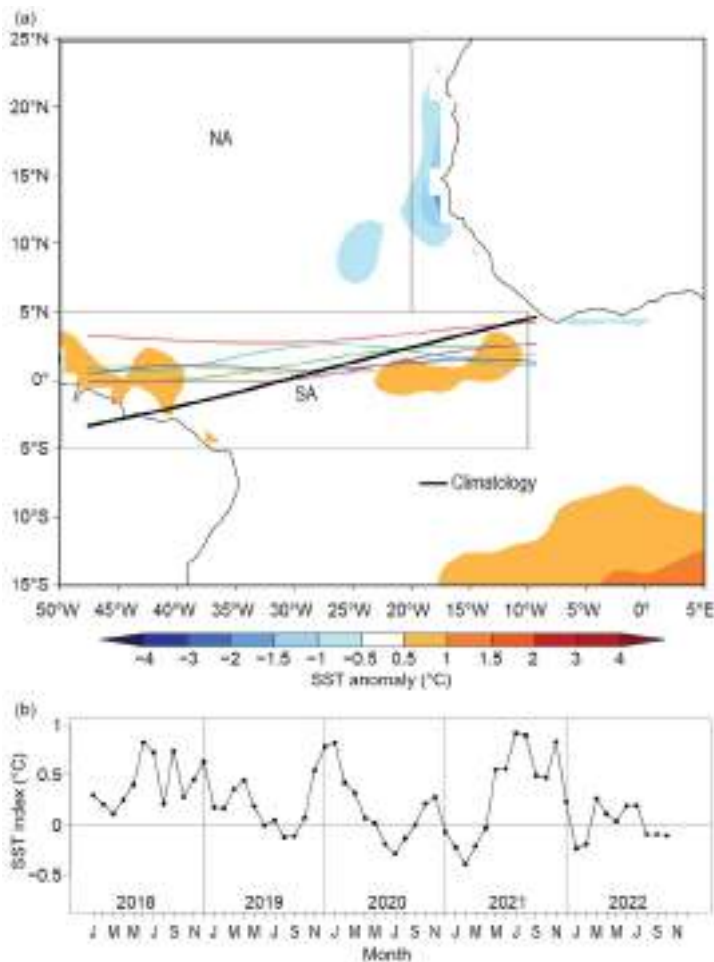 (a)
25°N
20°N
NA
15°N
10°N
5°N
0°
SA
5°S
Climatology
10°S
15°S
50°W 45°W 40°W 35°W 30°W 25°W 20°W 15°W 10°W 5°W 0° 5°E
−4 −3 −2 −1.5 −1 −0.5 0.5 1 1.5 2 3 4
SST anomaly (°C)
(b)
1
0.5
0
−0.5
SST index (°C)
2018 2019 2020 2021 2022
J M M J S N J M M J S N J M M J S N J M M J S N J M M J S N
Month